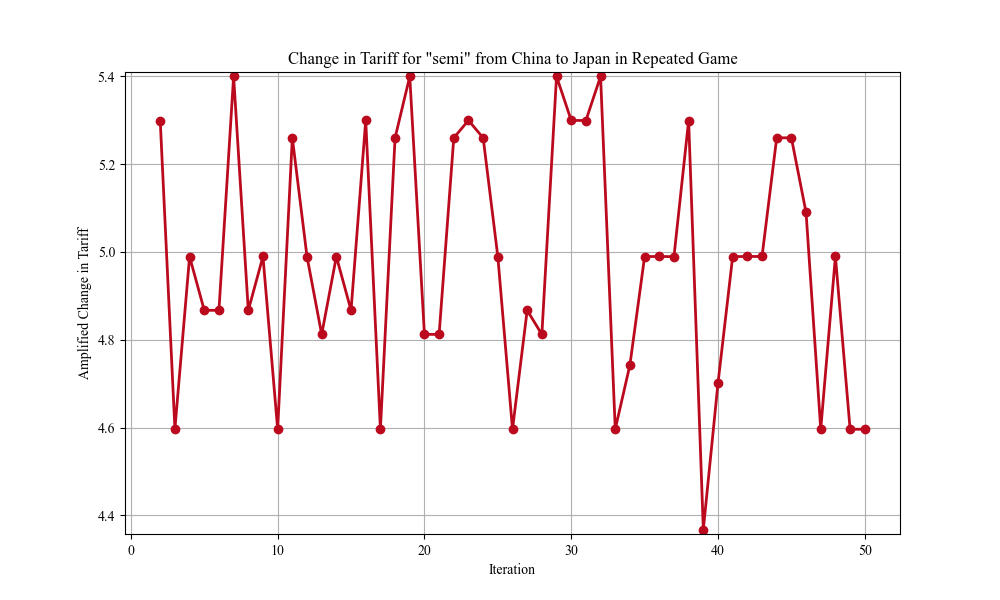 Change in Tariff for "semi" from China to Japan in Repeated Game
Amplified Change in Tariff
5.4
5.2
5.0
4.8
4.6
4.4
0 10 20 30 40 50
Iteration